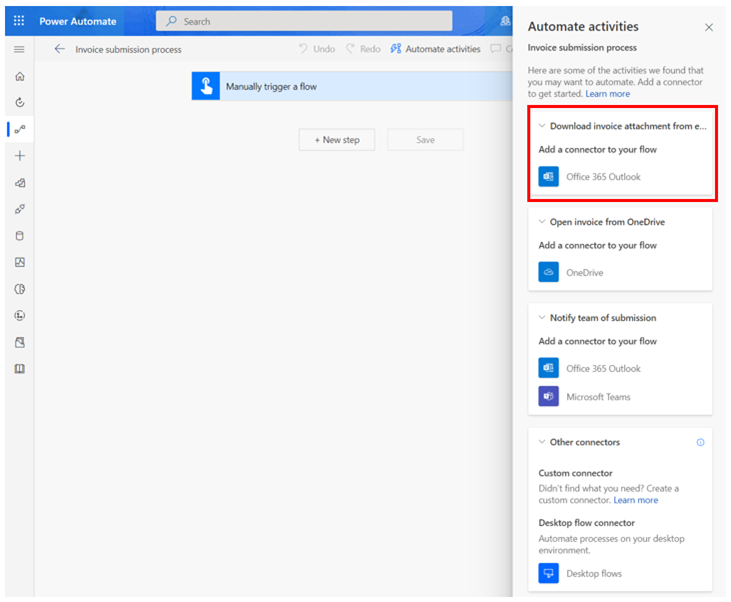 Power Automate
Search
Invoice submission process
Undo
Redo
Automate activities
Manually trigger a flow
+ New step
Save
Automate activities
Invoice submission process
Here are some of the activities we found that
you may want to automate. Add a connector
to get started. Learn more
Download invoice attachment from e...
Add a connector to your flow
Office 365 Outlook
Open invoice from OneDrive
Add a connector to your flow
OneDrive
Notify team of submission
Add a connector to your flow
Office 365 Outlook
Microsoft Teams
Other connectors
Custom connector
Didn't find what you need? Create a
custom connector. Learn more
Desktop flow connector
Automate processes on your desktop
environment.
Desktop flows